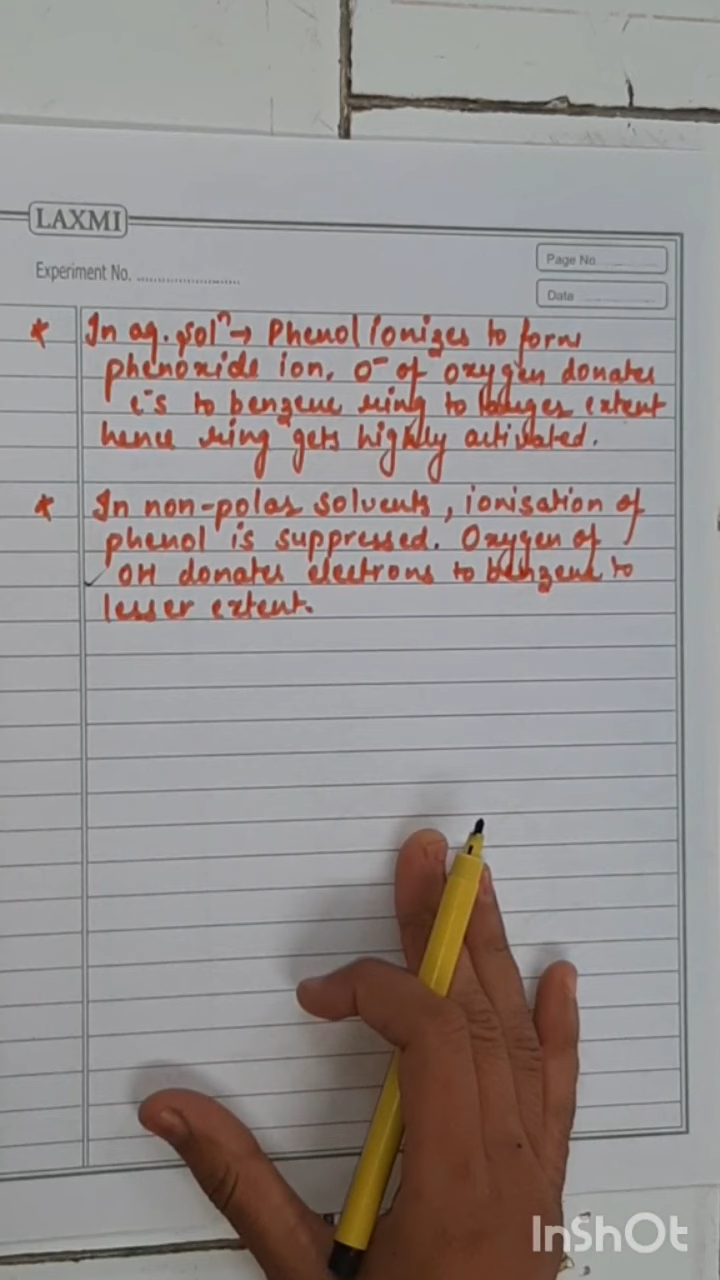 LAXMI
Page No.
Experiment No.
Date
* In aq. solⁿ → Phenol ionizes to form
phenoxide ion. O⁻ of oxygen donates
e⁻s to benzene ring to larger extent
hence ring gets highly activated.
* In non-polar solvents, ionisation of
phenol is suppressed. Oxygen of
OH donates electrons to benzene to
lesser extent.
InShOt